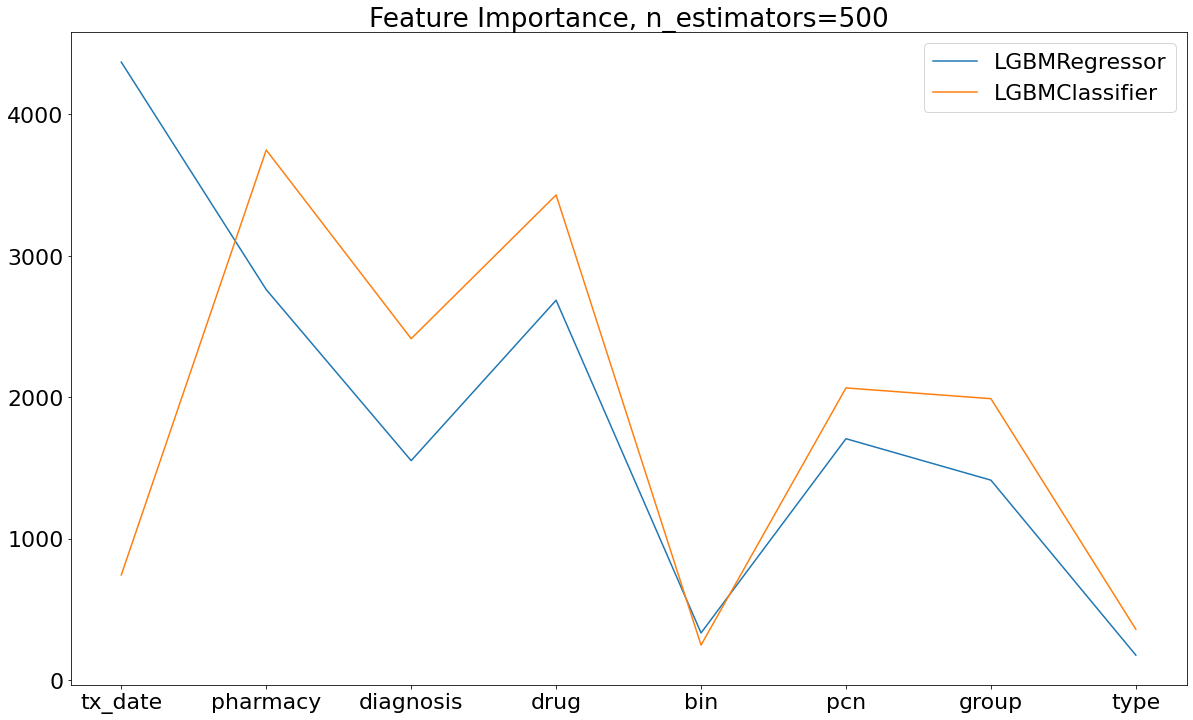 Feature Importance, n_estimators=500
LGBMRegressor
LGBMClassifier
4000
3000
2000
1000
0
tx_date pharmacy diagnosis drug bin pcn group type